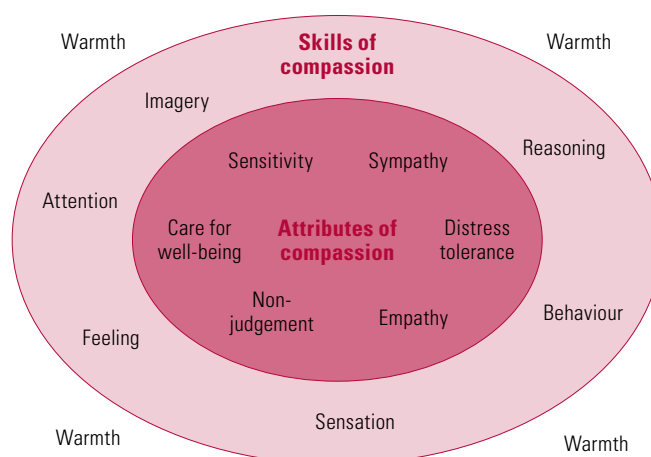 Warmth
Skills of
compassion
Warmth
Imagery
Reasoning
Sensitivity
Sympathy
Attention
Care for
well-being
Attributes of
compassion
Distress
tolerance
Non-
judgement
Empathy
Behaviour
Feeling
Sensation
Warmth
Warmth